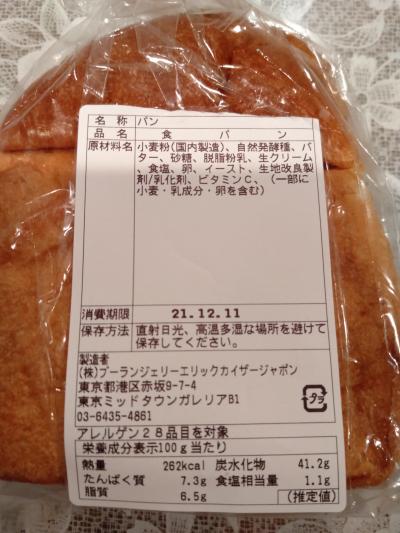 名称 パン
品名 食パン
原材料名 小麦粉(国内製造)、自然発酵種、バ
ター、砂糖、脱脂粉乳、生クリーム
、食塩、卵、イースト、生地改良製
剤/乳化剤、ビタミンC、(一部に
小麦・乳成分・卵を含む)
消費期限 21.12.11
保存方法 直射日光、高温多湿な場所を避けて
保存してください。
製造者
(株)ブーランジェリーエリックカイザージャポン
東京都港区赤坂9-7-4
東京ミッドタウンガレリアB1
03-6435-4861
プラ
アレルゲン28品目を対象
栄養成分表示100g当たり
熱量 262kcal 炭水化物 41.2g
たんぱく質 7.3g 食塩相当量 1.1g
脂質 6.5g (推定値)